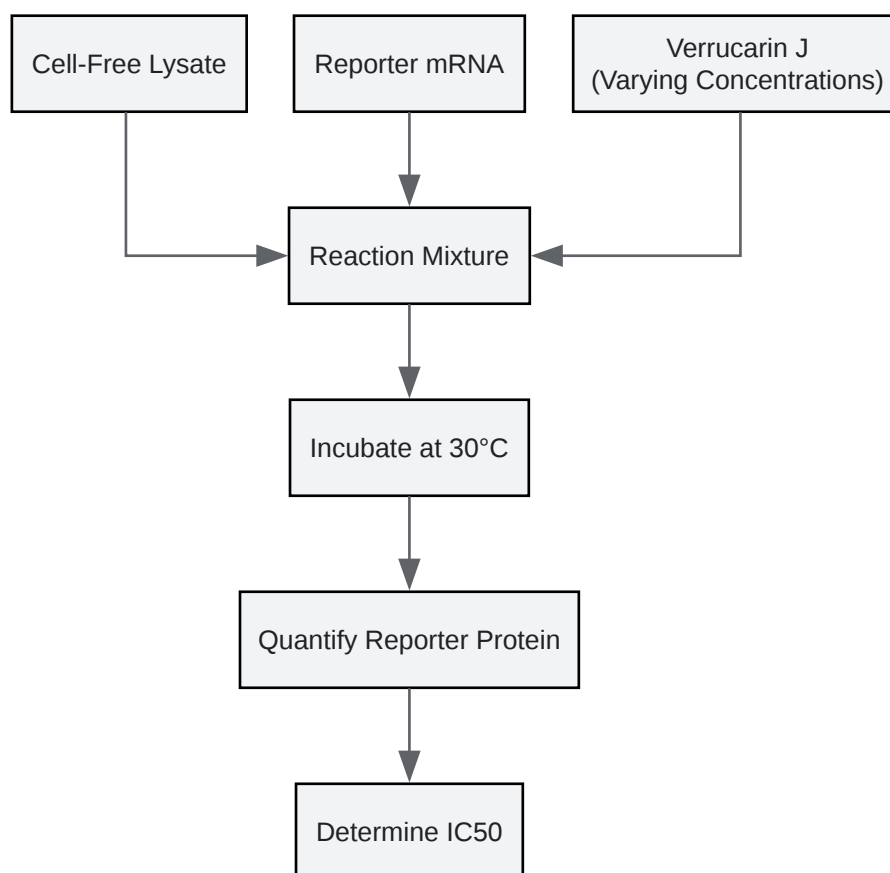 Cell-Free Lysate
Reporter mRNA
Verrucarin J
(Varying Concentrations)
Reaction Mixture
Incubate at 30°C
Quantify Reporter Protein
Determine IC50